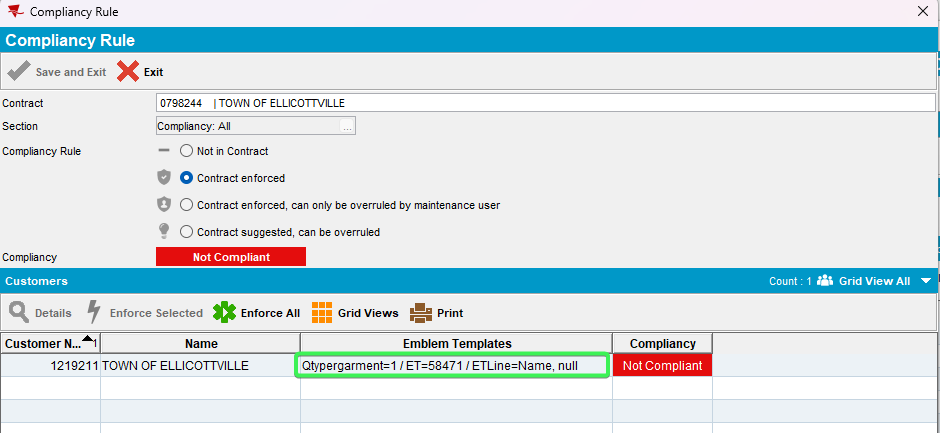 Compliancy Rule
Compliancy Rule
Save and Exit Exit
Contract 0798244 | TOWN OF ELLICOTTVILLE
Section Compliancy: All ...
Compliancy Rule Not in Contract
Contract enforced
Contract enforced, can only be overruled by maintenance user
Contract suggested, can be overruled
Compliancy Not Compliant
Customers Count : 1 Grid View All
Details Enforce Selected Enforce All Grid Views Print
Customer N... 1 Name Emblem Templates Compliancy
1219211 TOWN OF ELLICOTTVILLE Qtypergarment=1 / ET=58471 / ETLine=Name, null Not Compliant